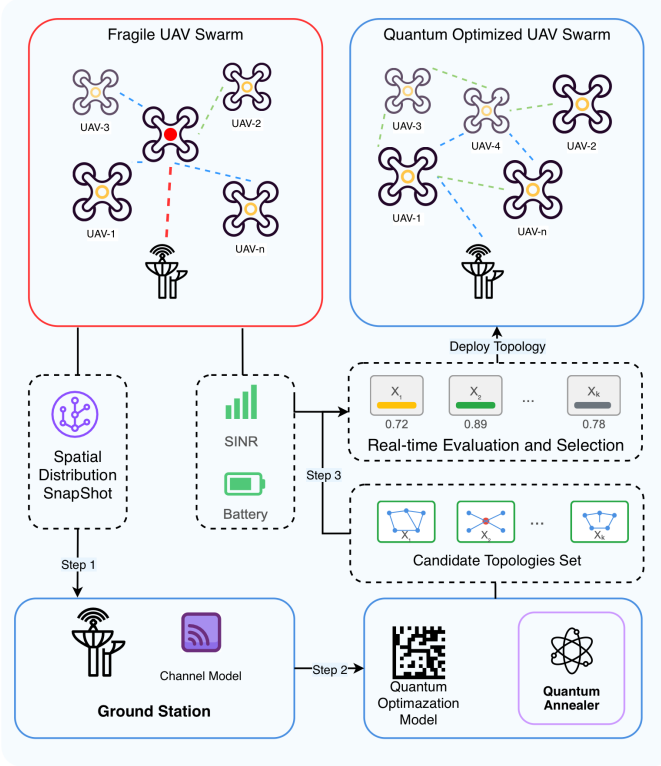 Fragile UAV Swarm
UAV-3
UAV-2
UAV-1
UAV-n
Quantum Optimized UAV Swarm
UAV-3
UAV-4
UAV-2
UAV-1
UAV-n
Deploy Topology
Spatial
Distribution
SnapShot
SINR
Battery
X1
X2
...
Xk
0.72
0.89
0.78
Real-time Evaluation and Selection
Step 3
X1
...
Xk
Candidate Topologies Set
Step 1
Channel Model
Ground Station
Step 2
Quantum
Optimazation
Model
Quantum
Annealer